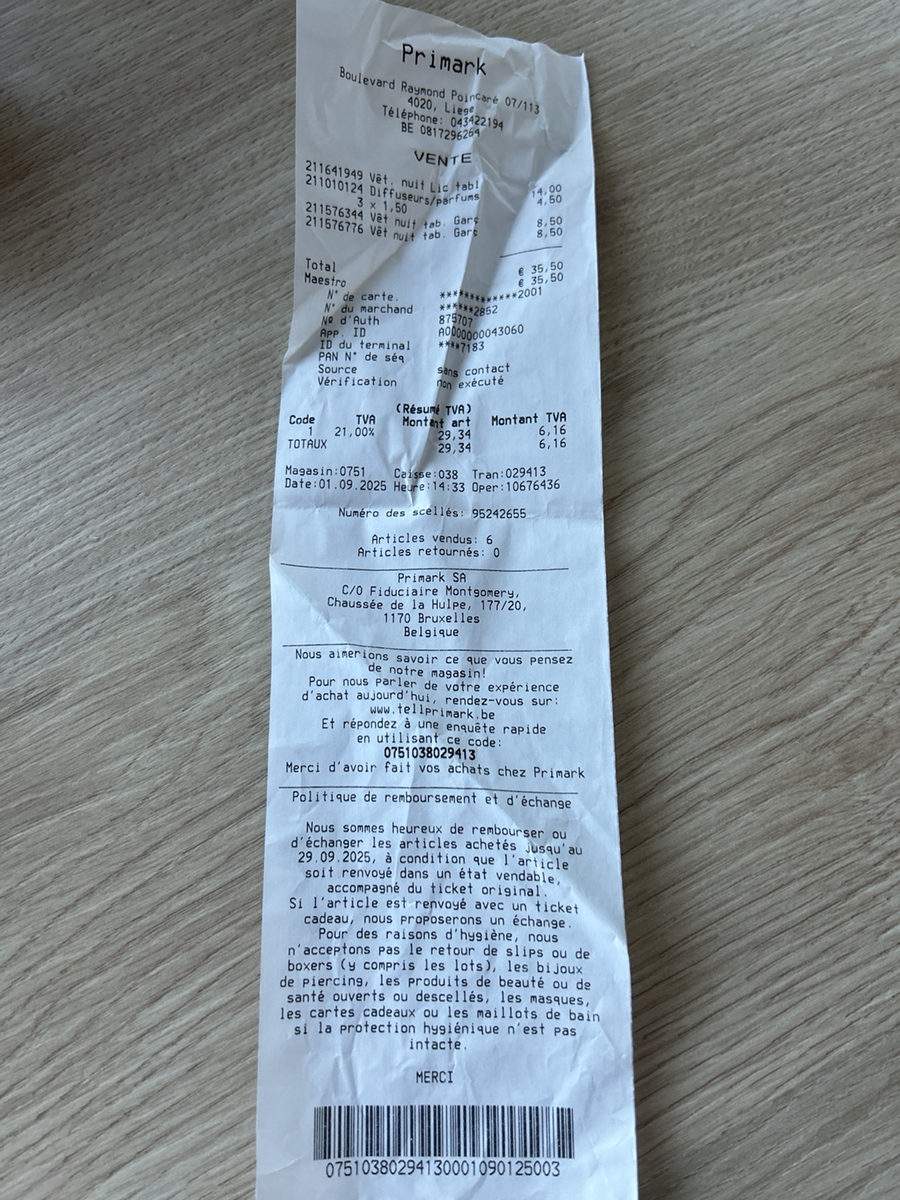 Primark
Boulevard Raymond Poincaré 07/113
4020, Liege
Téléphone: 043422194
BE 0817296264
VENTE
211641949 Vêt. nuit Lic tabl 14,00
211010124 Diffuseurs/parfums 4,50
3 x 1,50
211576344 Vêt nuit tab. Garç 8,50
211576776 Vêt nuit tab. Garç 8,50
Total € 35,50
Maestro € 35,50
N° de carte. ************2001
N° du marchand ******2862
Nº d'Auth 875707
App. ID A0000000043060
ID du terminal ****7183
PAN N° de séq
Source sans contact
Vérification non exécuté
(Résumé TVA)
Code TVA Montant art Montant TVA
1 21,00% 29,34 6,16
TOTAUX 29,34 6,16
Magasin:0751 Caisse:038 Tran:029413
Date:01.09.2025 Heure:14:33 Oper:10676436
Numéro des scellés: 95242655
Articles vendus: 6
Articles retournés: 0
Primark SA
C/O Fiduciaire Montgomery,
Chaussée de la Hulpe, 177/20,
1170 Bruxelles
Belgique
Nous aimerions savoir ce que vous pensez
de notre magasin!
Pour nous parler de votre expérience
d'achat aujourd'hui, rendez-vous sur:
www.tellprimark.be
Et répondez à une enquête rapide
en utilisant ce code:
0751038029413
Merci d'avoir fait vos achats chez Primark
Politique de remboursement et d'échange
Nous sommes heureux de rembourser ou
d'échanger les articles achetés jusqu'au
29.09.2025, à condition que l'article
soit renvoyé dans un état vendable,
accompagné du ticket original.
Si l'article est renvoyé avec un ticket
cadeau, nous proposerons un échange.
Pour des raisons d'hygiène, nous
n'acceptons pas le retour de slips ou de
boxers (y compris les lots), les bijoux
de piercing, les produits de beauté ou de
santé ouverts ou descellés, les masques,
les cartes cadeaux ou les maillots de bain
si la protection hygiénique n'est pas
intacte.
MERCI
07510380294130001090125003